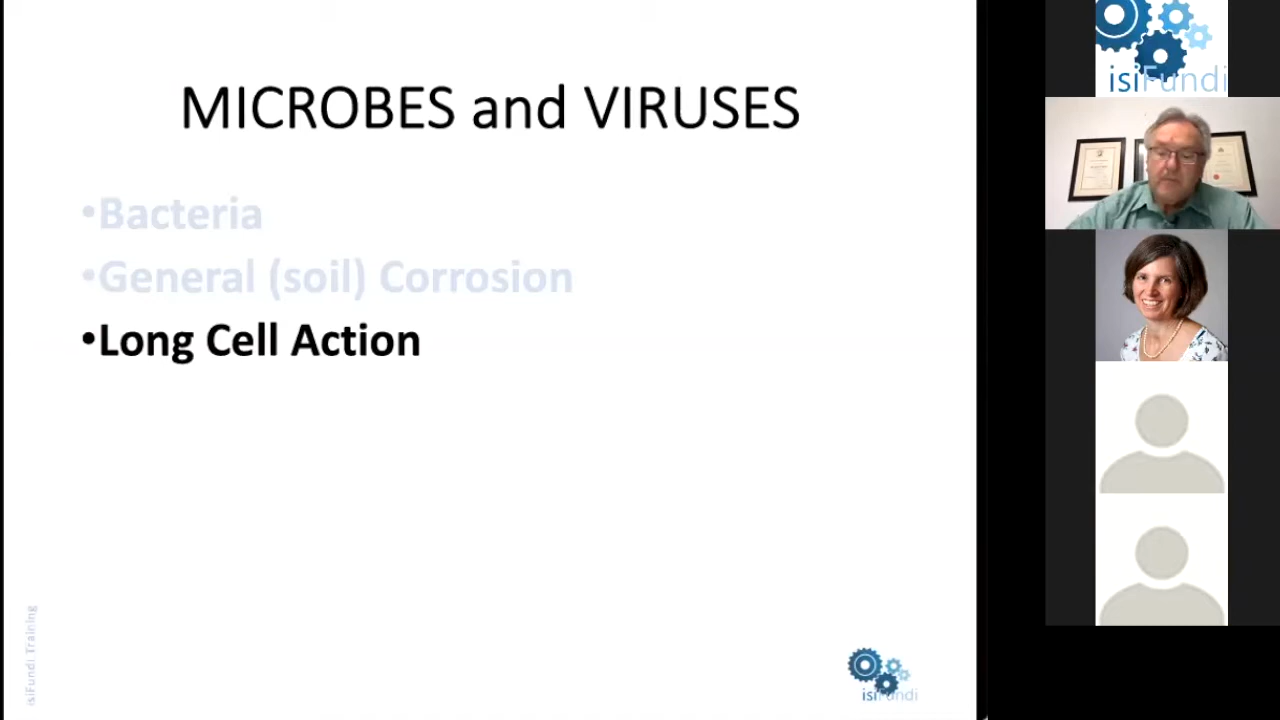 MICROBES and VIRUSES
•Bacteria
•General (soil) Corrosion
•Long Cell Action
isiFundi Training
isiFundi
isiFundi